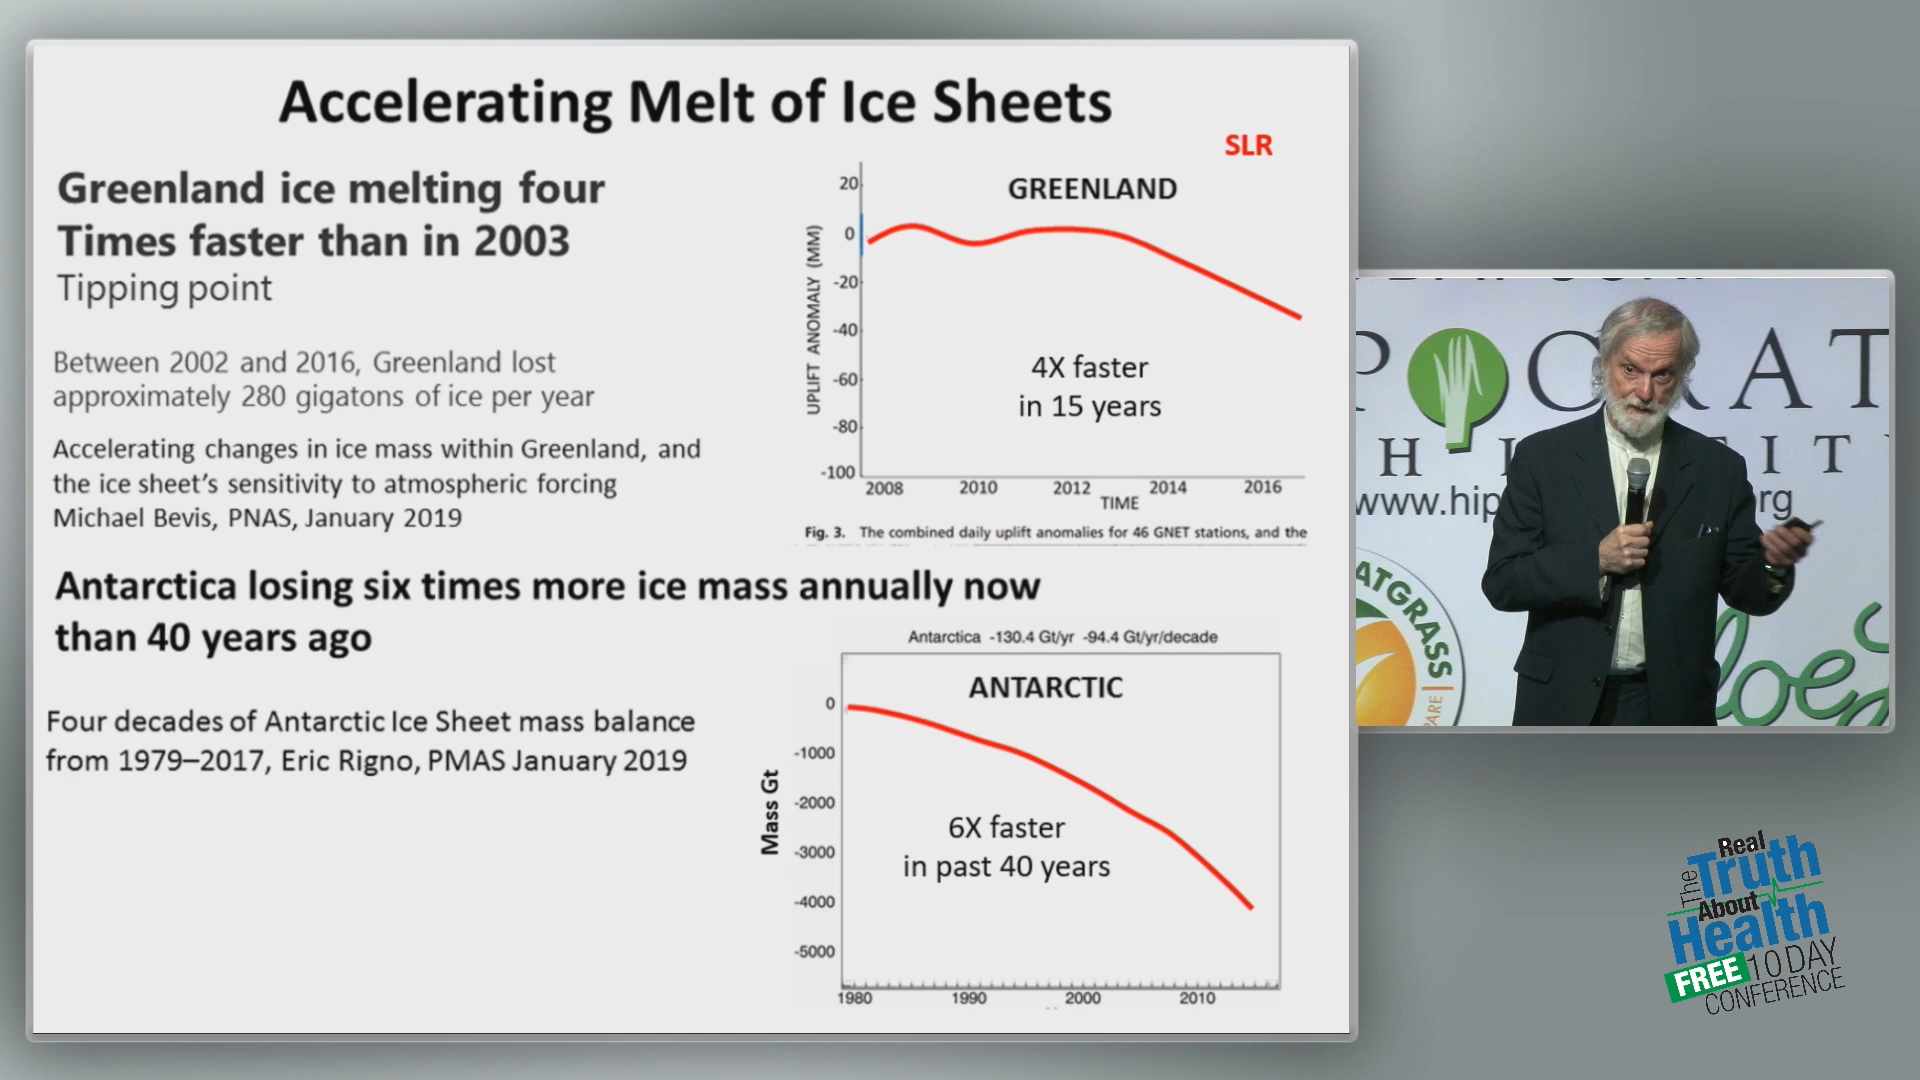 Accelerating Melt of Ice Sheets
SLR
Greenland ice melting four
Times faster than in 2003
Tipping point
Between 2002 and 2016, Greenland lost
approximately 280 gigatons of ice per year
Accelerating changes in ice mass within Greenland, and
the ice sheet's sensitivity to atmospheric forcing
Michael Bevis, PNAS, January 2019
GREENLAND
UPLIFT ANOMALY (MM)
20
0
-20
-40
-60
-80
-100
4X faster
in 15 years
2008 2010 2012 2014 2016
TIME
Fig. 3. The combined daily uplift anomalies for 46 GNET stations, and the
Antarctica losing six times more ice mass annually now
than 40 years ago
Four decades of Antarctic Ice Sheet mass balance
from 1979–2017, Eric Rigno, PMAS January 2019
Antarctica -130.4 Gt/yr -94.4 Gt/yr/decade
ANTARCTIC
Mass Gt
0
-1000
-2000
-3000
-4000
-5000
6X faster
in past 40 years
1980 1990 2000 2010
P CRAT
H I IT
www.hip rg
ATGRASS
PARE
loe
The Real
Truth
About
Health
FREE 10 DAY
CONFERENCE